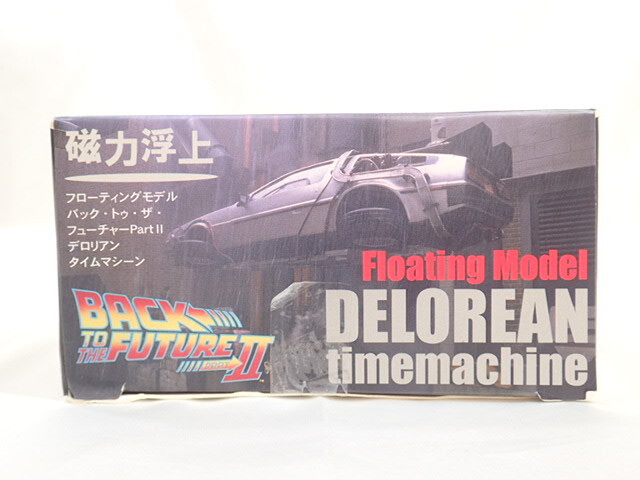 磁力浮上
フローティングモデル
バック・トゥ・ザ・
フューチャーPart II
デロリアン
タイムマシーン
BACK
TO THE FUTURE
PART II
Floating Model
DELOREAN
timemachine